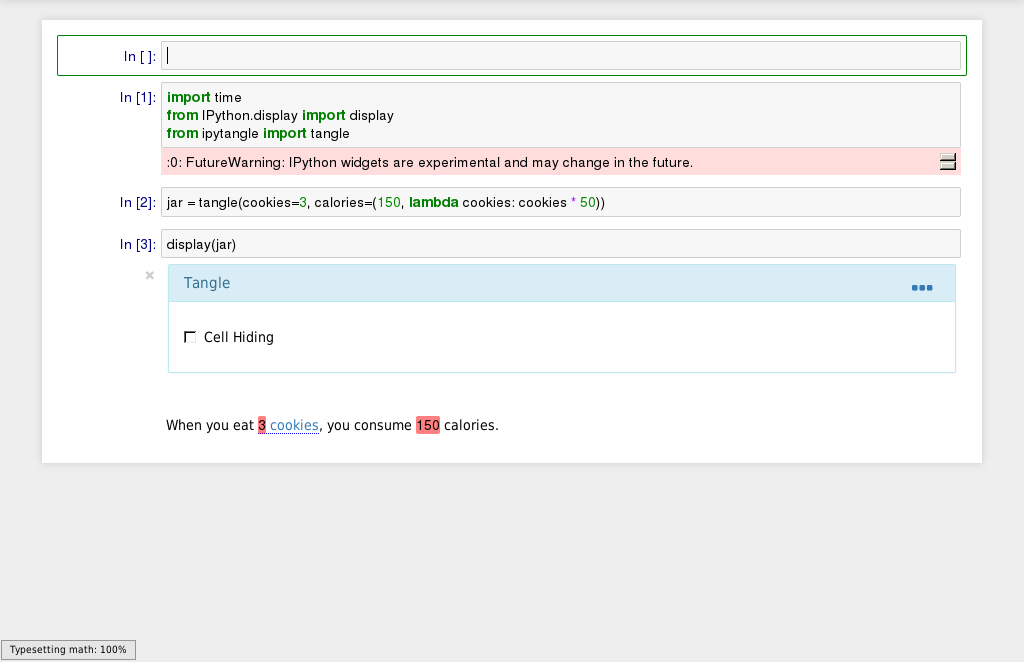 In [ ]:
In [1]: import time
from IPython.display import display
from ipytangle import tangle
:0: FutureWarning: IPython widgets are experimental and may change in the future.
In [2]: jar = tangle(cookies=3, calories=(150, lambda cookies: cookies * 50))
In [3]: display(jar)
× Tangle
Cell Hiding
When you eat 3 cookies, you consume 150 calories.
Typesetting math: 100%